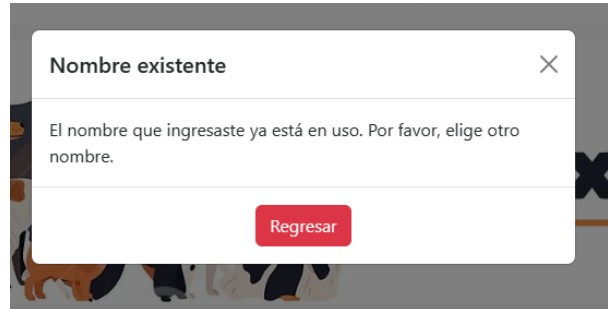 Nombre existente
El nombre que ingresaste ya está en uso. Por favor, elige otro
nombre.
Regresar